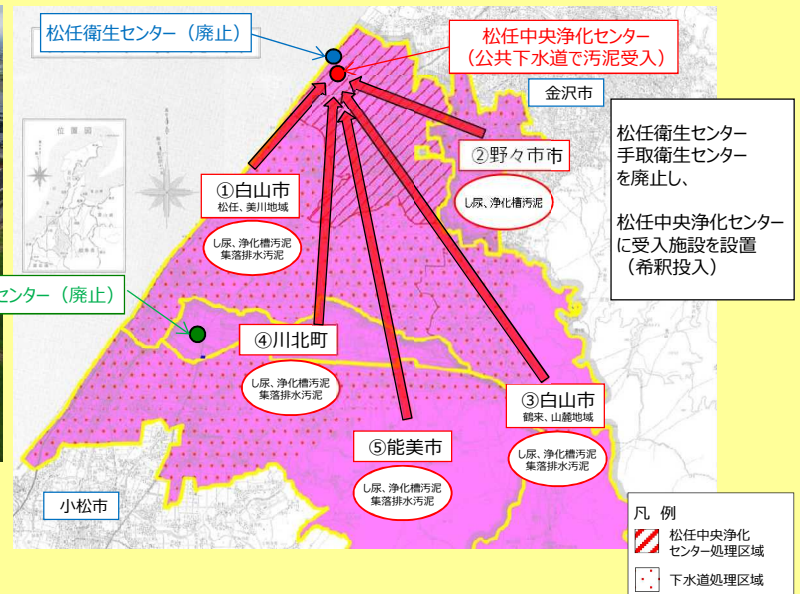 松任衛生センター（廃止）
松任中央浄化センター
（公共下水道で汚泥受入）
金沢市
位置図
松任衛生センター
手取衛生センター
を廃止し、
松任中央浄化センター
に受入施設を設置
（希釈投入）
②野々市市
し尿、浄化槽汚泥
①白山市
松任、美川地域
し尿、浄化槽汚泥
集落排水汚泥
センター（廃止）
④川北町
し尿、浄化槽汚泥
集落排水汚泥
③白山市
鶴来、山麓地域
し尿、浄化槽汚泥
集落排水汚泥
⑤能美市
し尿、浄化槽汚泥
集落排水汚泥
小松市
凡 例
松任中央浄化
センター処理区域
下水道処理区域